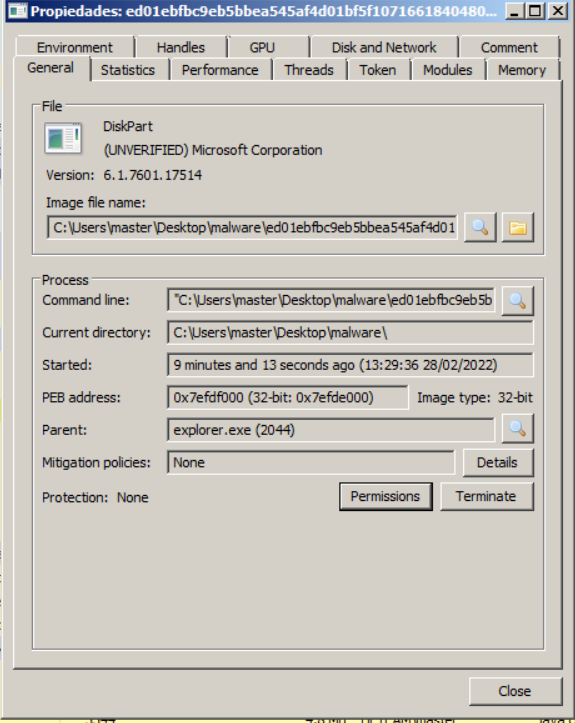 Propiedades: ed01ebfbc9eb5bbea545af4d01bf5f1071661840480...
Environment Handles GPU Disk and Network Comment
General Statistics Performance Threads Token Modules Memory
File
DiskPart
(UNVERIFIED) Microsoft Corporation
Version: 6.1.7601.17514
Image file name:
C:\Users\master\Desktop\malware\ed01ebfbc9eb5bbea545af4d01
Process
Command line: "C:\Users\master\Desktop\malware\ed01ebfbc9eb5b
Current directory: C:\Users\master\Desktop\malware\
Started: 9 minutes and 13 seconds ago (13:29:36 28/02/2022)
PEB address: 0x7efdf000 (32-bit: 0x7efde000) Image type: 32-bit
Parent: explorer.exe (2044)
Mitigation policies: None Details
Protection: None Permissions Terminate
Close